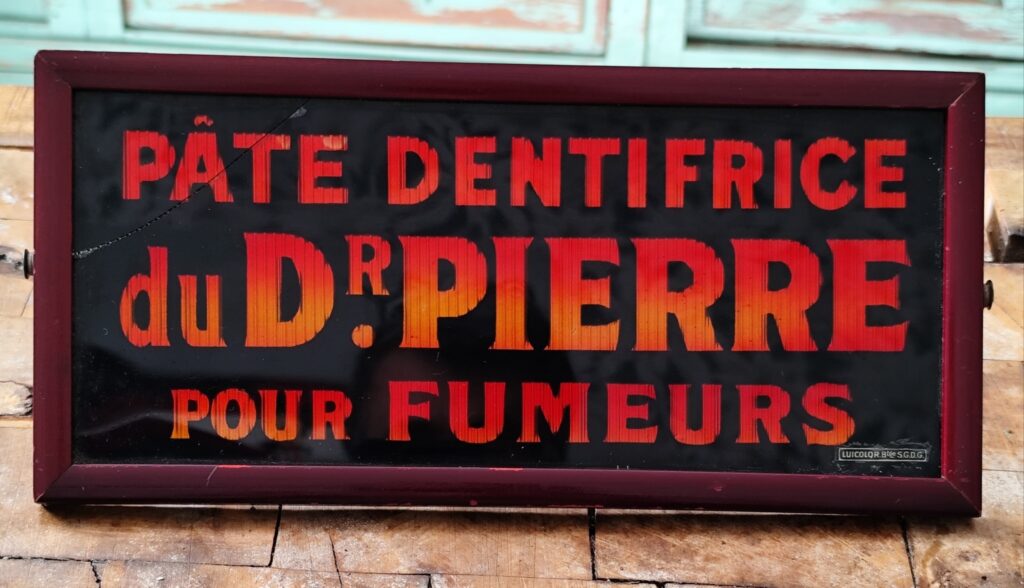 PÂTE DENTIFRICE
du DR. PIERRE
POUR FUMEURS
LUICOLOR. Bté S.G.D.G.